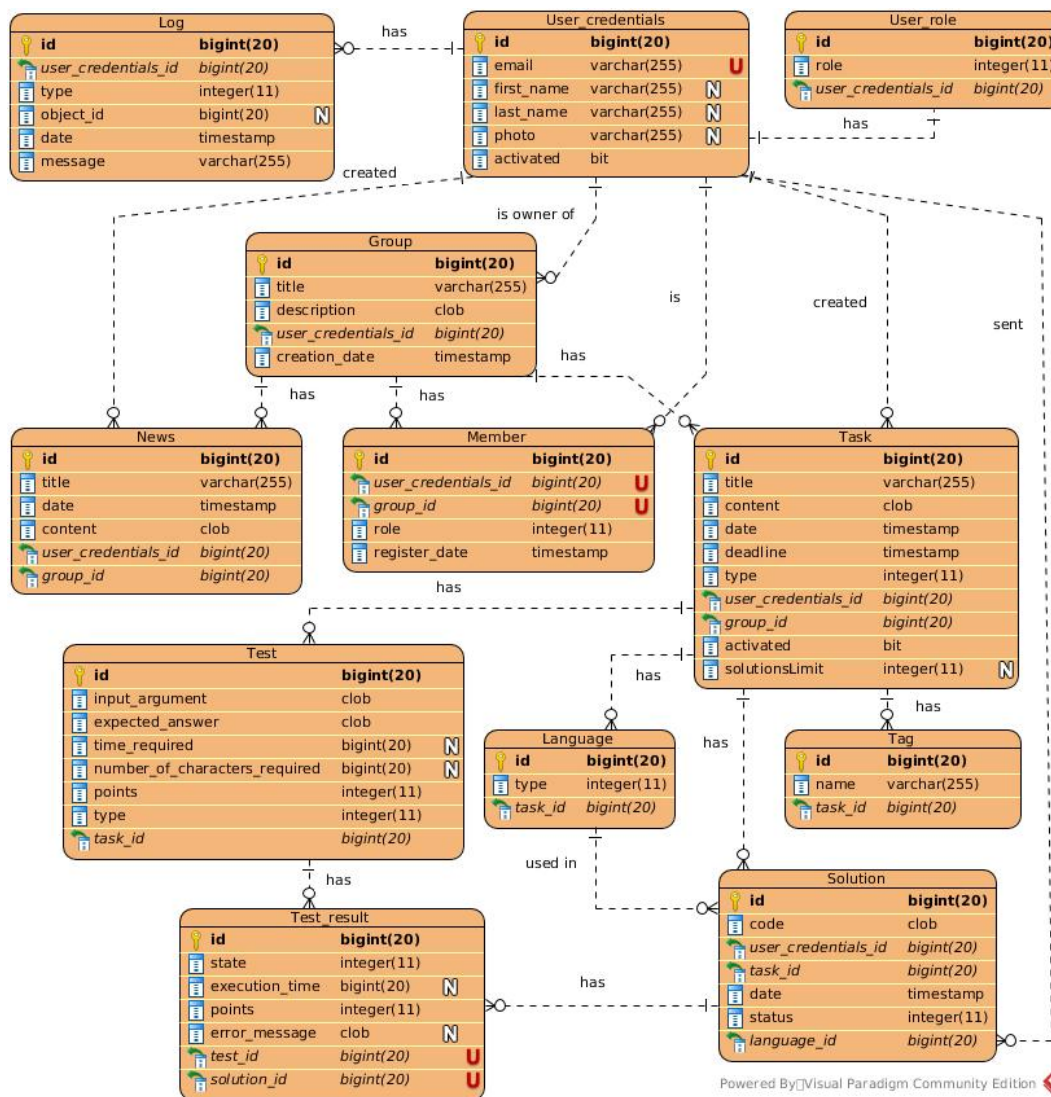 Log
id bigint(20)
user_credentials_id bigint(20)
type integer(11)
object_id bigint(20) N
date timestamp
message varchar(255)
has
User_credentials
id bigint(20)
email varchar(255) U
first_name varchar(255) N
last_name varchar(255) N
photo varchar(255) N
activated bit
User_role
id bigint(20)
role integer(11)
user_credentials_id bigint(20)
has
created
is owner of
is
created
sent
Group
id bigint(20)
title varchar(255)
description clob
user_credentials_id bigint(20)
creation_date timestamp
has
has
has
News
id bigint(20)
title varchar(255)
date timestamp
content clob
user_credentials_id bigint(20)
group_id bigint(20)
Member
id bigint(20)
user_credentials_id bigint(20) U
group_id bigint(20) U
role integer(11)
register_date timestamp
Task
id bigint(20)
title varchar(255)
content clob
date timestamp
deadline timestamp
type integer(11)
user_credentials_id bigint(20)
group_id bigint(20)
activated bit
solutionsLimit integer(11) N
has
has
has
has
Test
id bigint(20)
input_argument clob
expected_answer clob
time_required bigint(20) N
number_of_characters_required bigint(20) N
points integer(11)
type integer(11)
task_id bigint(20)
Language
id bigint(20)
type integer(11)
task_id bigint(20)
Tag
id bigint(20)
name varchar(255)
task_id bigint(20)
used in
has
Solution
id bigint(20)
code clob
user_credentials_id bigint(20)
task_id bigint(20)
date timestamp
status integer(11)
language_id bigint(20)
Test_result
id bigint(20)
state integer(11)
execution_time bigint(20) N
points integer(11)
error_message clob N
test_id bigint(20) U
solution_id bigint(20) U
has
Powered By Visual Paradigm Community Edition